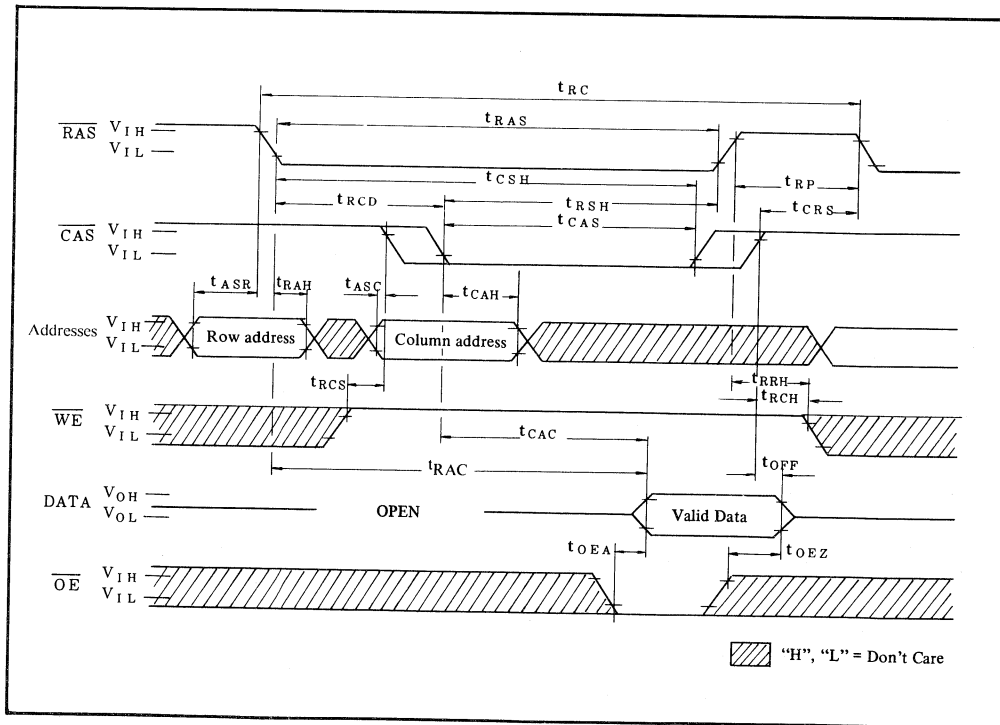 tRC
RAS VIH
VIL
tRAS
tCSH
tRP
tRCD
tRSH
tCRS
tCAS
CAS VIH
VIL
tASR
tRAH
tASC
tCAH
Addresses VIH
VIL
Row address
Column address
tRCS
tRRH
tRCH
WE VIH
VIL
tCAC
tRAC
tOFF
DATA VOH
VOL
OPEN
Valid Data
tOEA
tOEZ
OE VIH
VIL
"H", "L" = Don't Care